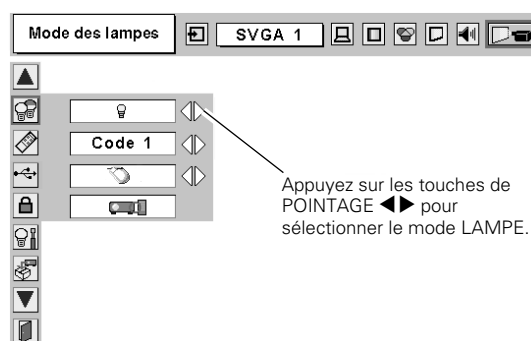 Mode des lampes
SVGA 1
Code 1
Appuyez sur les touches de
POINTAGE ◀▶ pour
sélectionner le mode LAMPE.